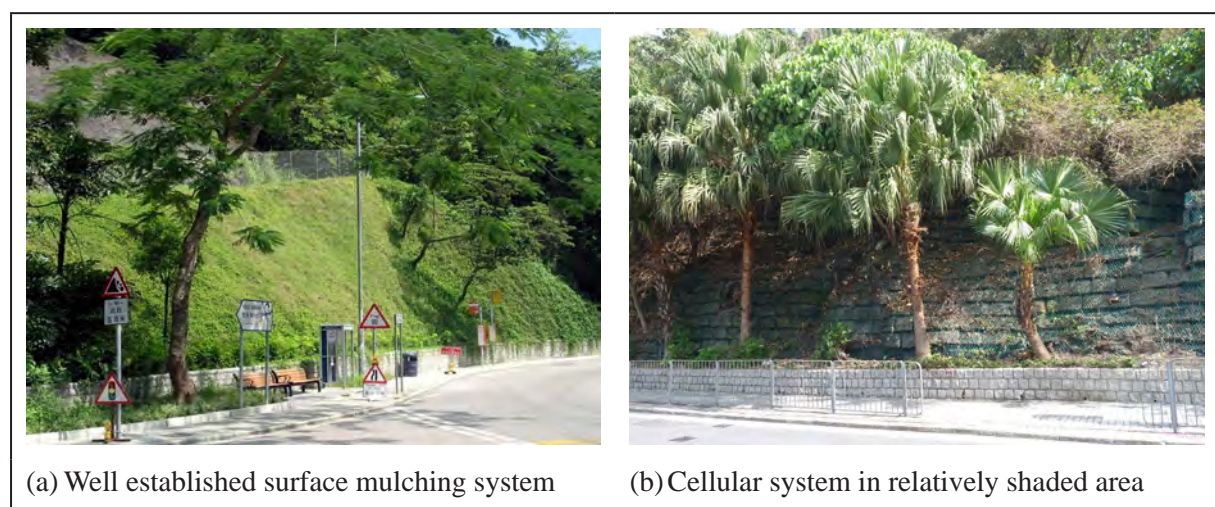 (a) Well established surface mulching system
(b) Cellular system in relatively shaded area